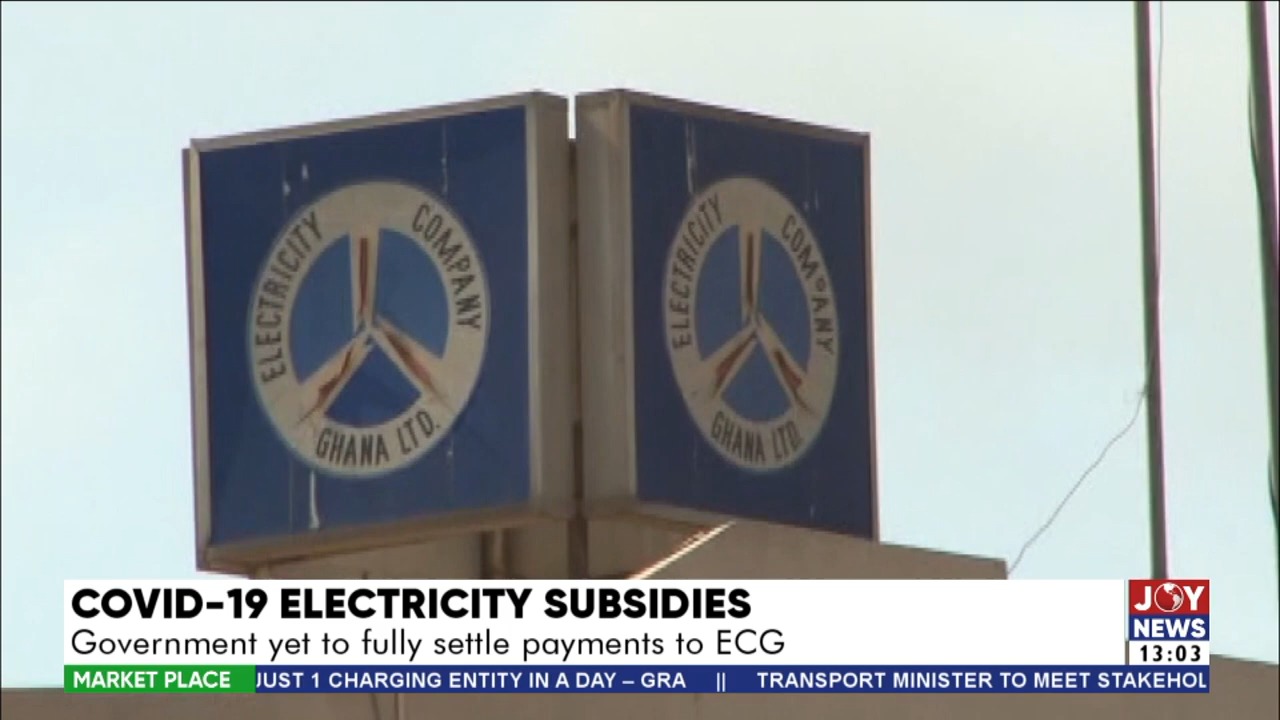 ELECTRICITY COMPANY
GHANA LTD.
ELECTRICITY COMPANY
GHANA LTD.
COVID-19 ELECTRICITY SUBSIDIES
Government yet to fully settle payments to ECG
JOY
NEWS
13:03
MARKET PLACE
JUST 1 CHARGING ENTITY IN A DAY – GRA || TRANSPORT MINISTER TO MEET STAKEHOL